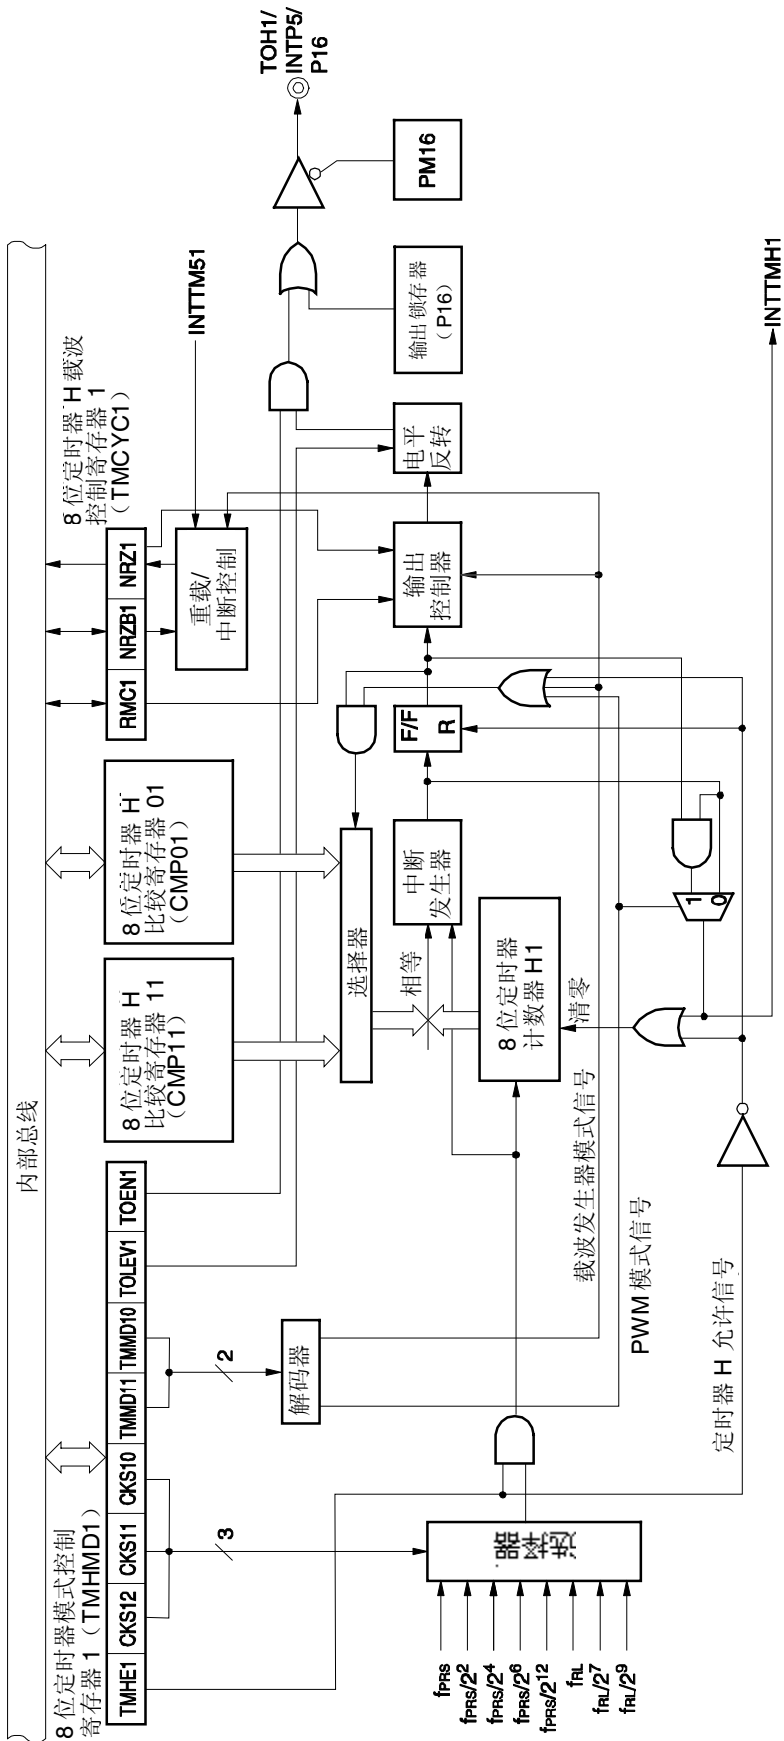 内部总线
8 位定时器模式控制
寄存器 1（TMHMD1）
TMHE1 CKS12 CKS11 CKS10 TMMD11 TMMD10 TOLEV1 TOEN1
8 位定时器 H
比较寄存器 11
（CMP11）
8 位定时器 H
比较寄存器 01
（CMP01）
8 位定时器 H 载波
控制寄存器 1
（TMCYC1）
RMC1 NRZB1 NRZ1
重载/
中断控制
INTTM51
TOH1/
INTP5/
P16
3
2
解码器
选择器
相等
中断
发生器
F/F
R
输出
控制器
电平
反转
输出锁存器
（P16）
PM16
选择器
fPRS
fPRS/2²
fPRS/2⁴
fPRS/2⁶
fPRS/2¹²
fRL
fRL/2⁷
fRL/2⁹
8 位定时器
计数器 H1
清零
载波发生器模式信号
PWM 模式信号
定时器 H 允许信号
1
0
INTTMH1